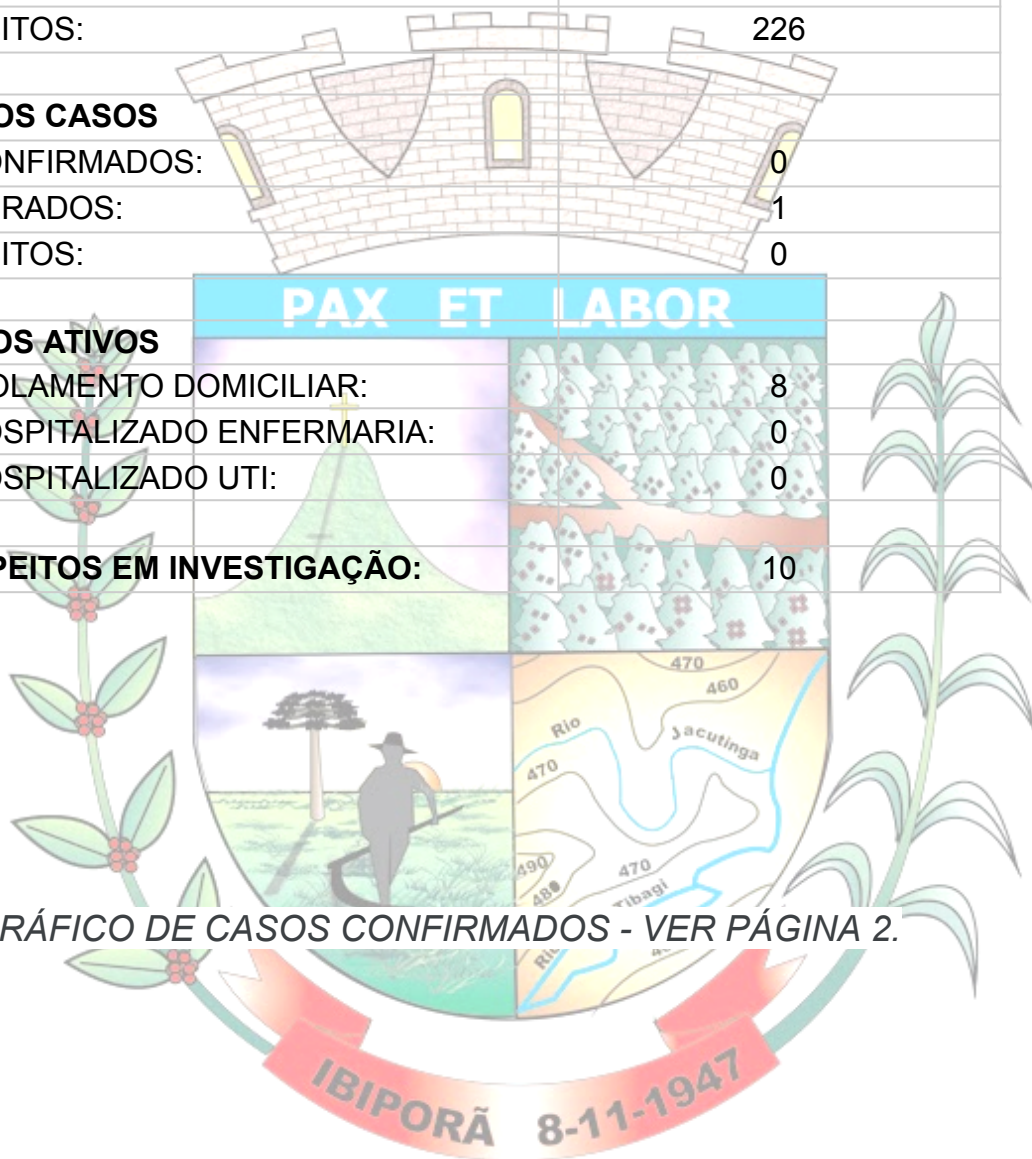 ITOS: 226
OS CASOS
ONFIRMADOS: 0
RADOS: 1
ITOS: 0
PAX ET LABOR
OS ATIVOS
OLAMENTO DOMICILIAR: 8
OSPITALIZADO ENFERMARIA: 0
OSPITALIZADO UTI: 0
PEITOS EM INVESTIGAÇÃO: 10
470
460
Rio Jacutinga
470
490
480
470
Tibagi
RÁFICO DE CASOS CONFIRMADOS - VER PÁGINA 2.
IBIPORÃ 8-11-1947